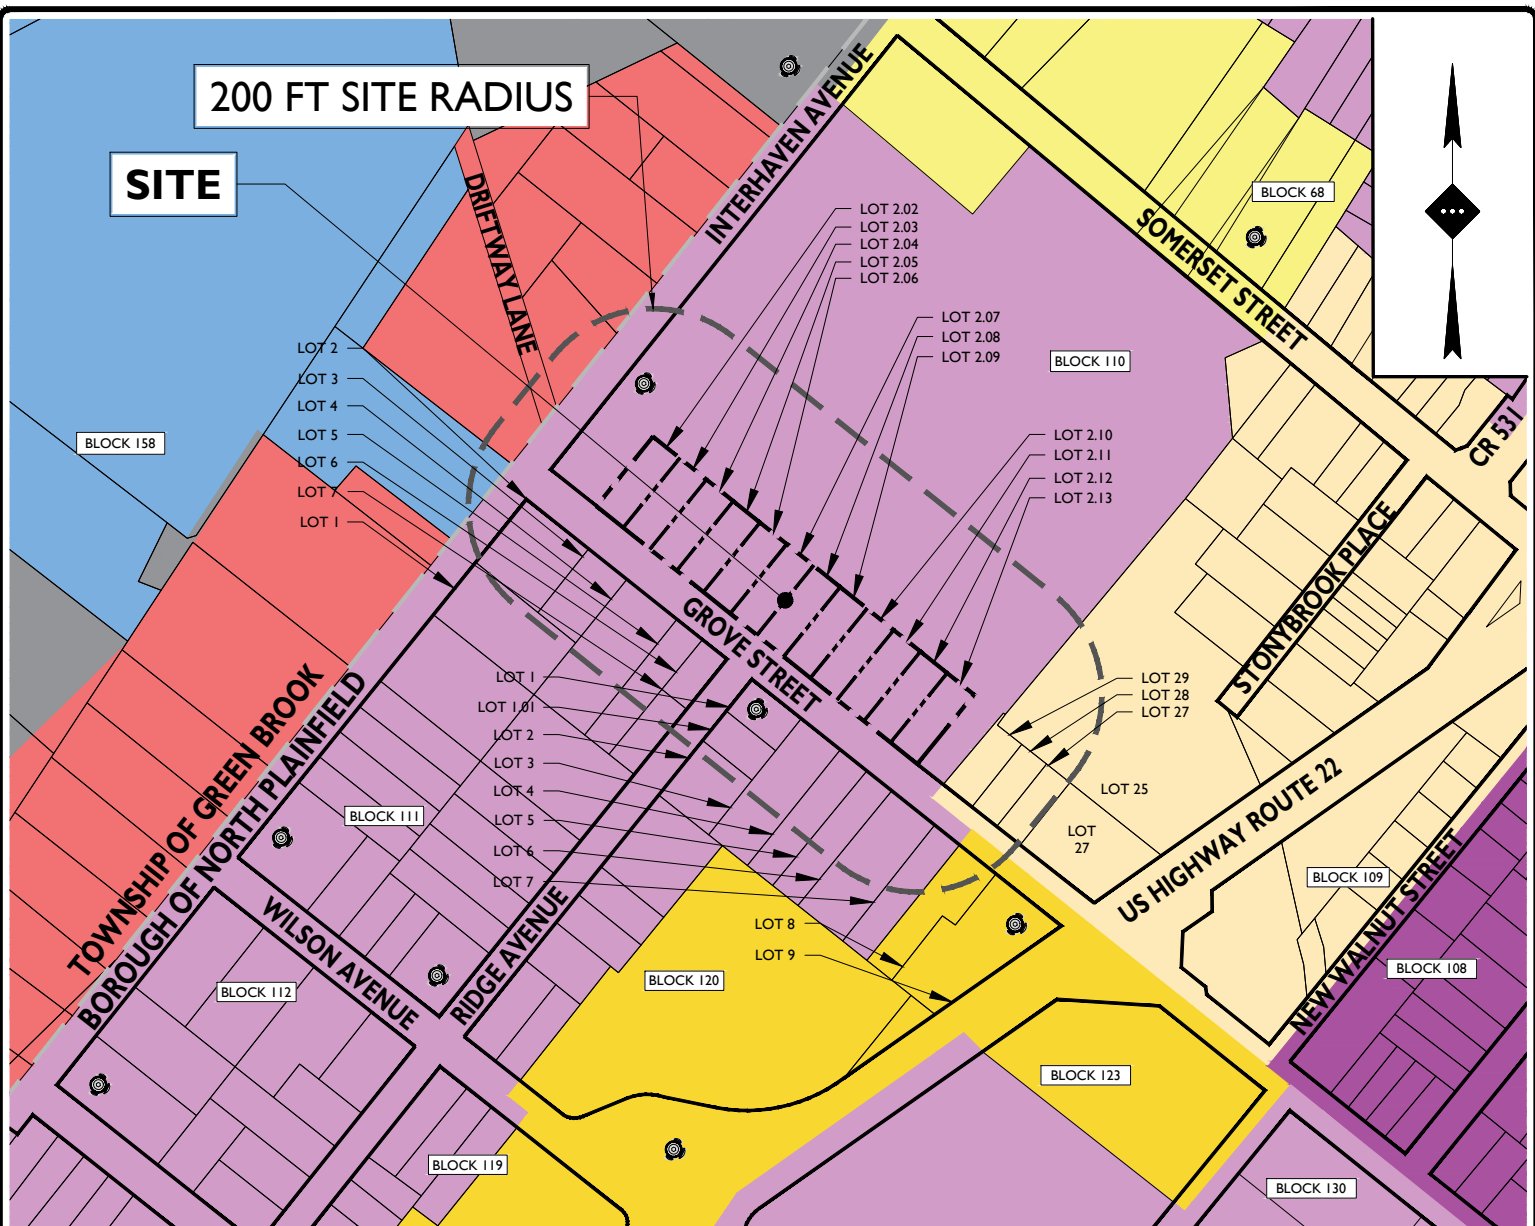 200 FT SITE RADIUS
SITE
INTERHAVEN AVENUE
DRIFTWAY LANE
SOMERSET STREET
BLOCK 68
LOT 2.02
LOT 2.03
LOT 2.04
LOT 2.05
LOT 2.06
LOT 2.07
LOT 2.08
LOT 2.09
BLOCK 110
LOT 2
LOT 3
LOT 4
LOT 5
LOT 6
LOT 7
LOT 1
BLOCK 158
LOT 2.10
LOT 2.11
LOT 2.12
LOT 2.13
CR 531
STONYBROOK PLACE
GROVE STREET
LOT 1
LOT 1.01
LOT 2
LOT 3
LOT 4
LOT 5
LOT 6
LOT 7
LOT 8
LOT 9
LOT 29
LOT 28
LOT 27
LOT 25
LOT
27
US HIGHWAY ROUTE 22
TOWNSHIP OF GREEN BROOK
BOROUGH OF NORTH PLAINFIELD
BLOCK 111
BLOCK 109
NEW WALNUT STREET
WILSON AVENUE
RIDGE AVENUE
BLOCK 112
BLOCK 120
BLOCK 108
BLOCK 123
BLOCK 119
BLOCK 130